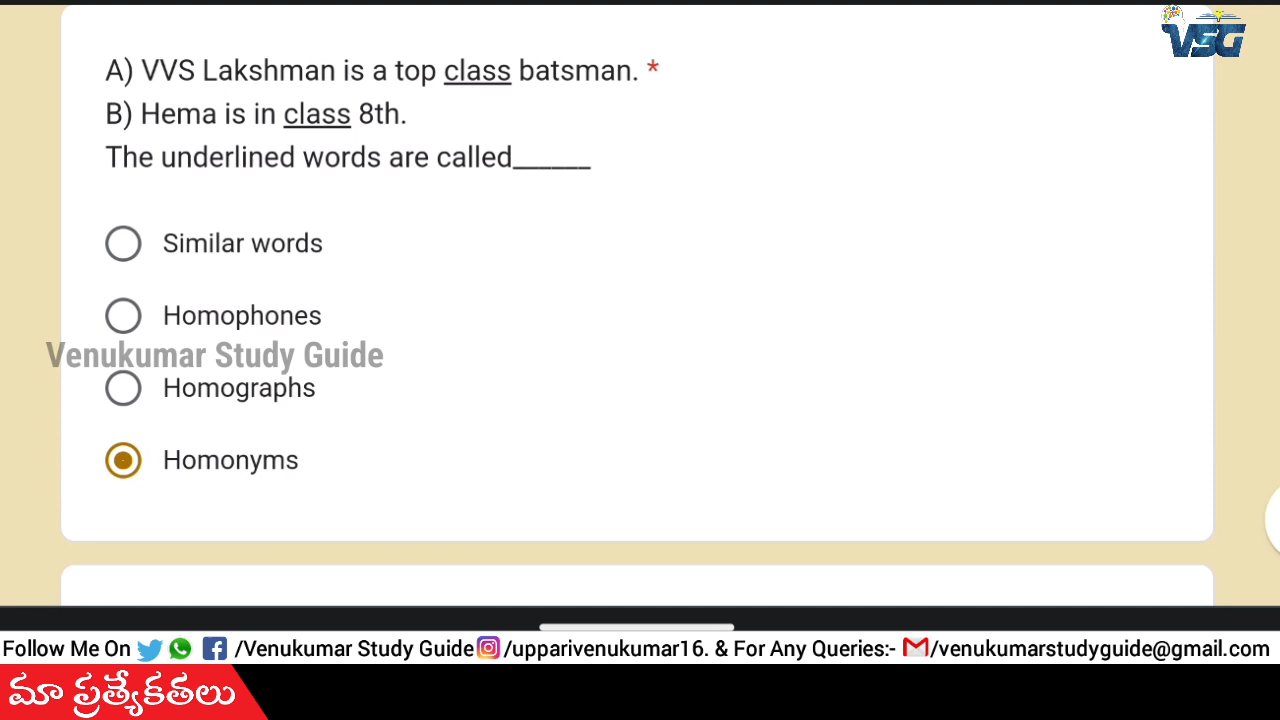 VSG
A) VVS Lakshman is a top class batsman. *
B) Hema is in class 8th.
The underlined words are called______
Similar words
Homophones
Venukumar Study Guide
Homographs
Homonyms
Follow Me On /Venukumar Study Guide /upparivenukumar16. & For Any Queries:- /venukumarstudyguide@gmail.com
మా ప్రత్యేకతలు